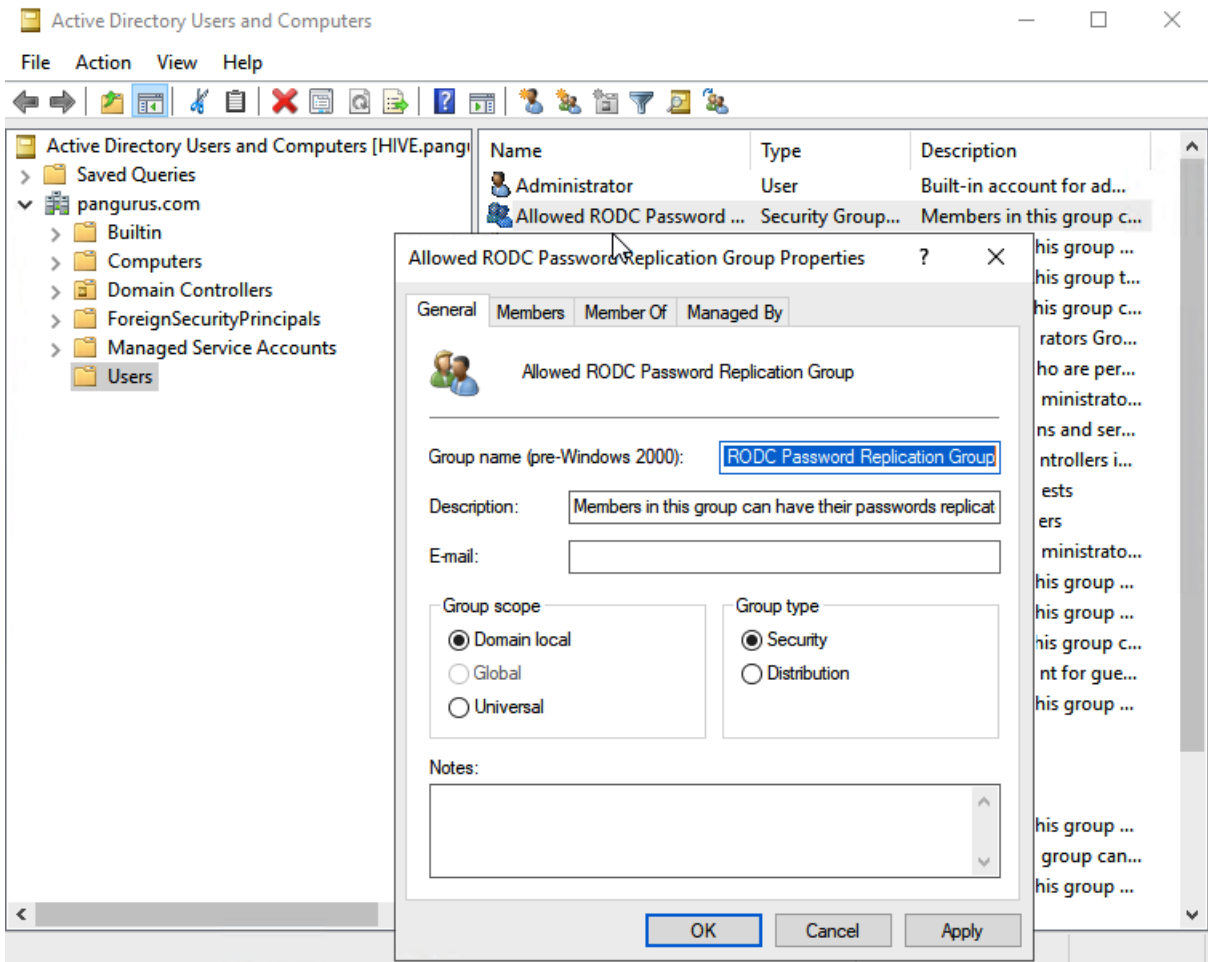 Active Directory Users and Computers
File Action View Help
Active Directory Users and Computers [HIVE.pangu
Saved Queries
pangurus.com
Builtin
Computers
Domain Controllers
ForeignSecurityPrincipals
Managed Service Accounts
Users
Name Type Description
Administrator User Built-in account for ad...
Allowed RODC Password ... Security Group... Members in this group c...
his group ...
his group t...
his group c...
rators Gro...
ho are per...
ministrato...
ns and ser...
ntrollers i...
ests
ers
ministrato...
his group ...
his group ...
his group c...
nt for gue...
his group ...
his group ...
group can...
his group ...
Allowed RODC Password Replication Group Properties ?
General Members Member Of Managed By
Allowed RODC Password Replication Group
Group name (pre-Windows 2000): RODC Password Replication Group
Description: Members in this group can have their passwords replicat
E-mail:
Group scope Group type
Domain local Security
Global Distribution
Universal
Notes:
OK Cancel Apply